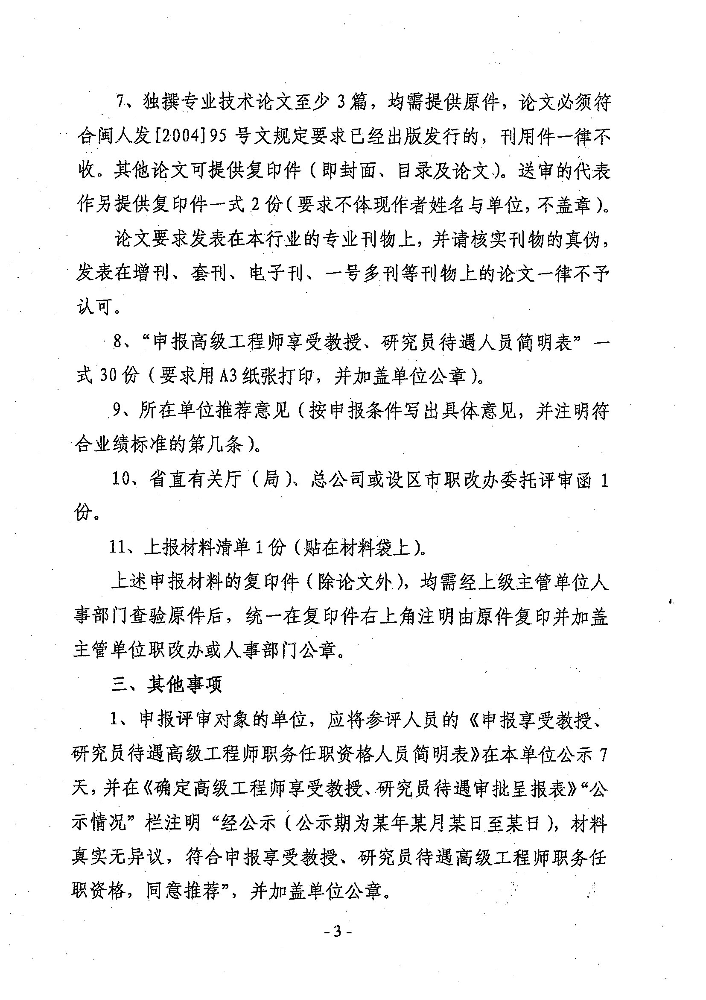 7、独撰专业技术论文至少 3 篇，均需提供原件，论文必须符
合闽人发[2004]95 号文规定要求已经出版发行的，刊用件一律不
收。其他论文可提供复印件（即封面、目录及论文）。送审的代表
作另提供复印件一式 2 份（要求不体现作者姓名与单位，不盖章）。
论文要求发表在本行业的专业刊物上，并请核实刊物的真伪，
发表在增刊、套刊、电子刊、一号多刊等刊物上的论文一律不予
认可。
8、“申报高级工程师享受教授、研究员待遇人员简明表”一
式 30 份（要求用 A3 纸张打印，并加盖单位公章）。
9、所在单位推荐意见（按申报条件写出具体意见，并注明符
合业绩标准的第几条）。
10、省直有关厅（局）、总公司或设区市职改办委托评审函 1
份。
11、上报材料清单 1 份（贴在材料袋上）。
上述申报材料的复印件（除论文外），均需经上级主管单位人
事部门查验原件后，统一在复印件右上角注明由原件复印并加盖
主管单位职改办或人事部门公章。
三、其他事项
1、申报评审对象的单位，应将参评人员的《申报享受教授、
研究员待遇高级工程师职务任职资格人员简明表》在本单位公示 7
天，并在《确定高级工程师享受教授、研究员待遇审批呈报表》“公
示情况”栏注明“经公示（公示期为某年某月某日至某日），材料
真实无异议，符合申报享受教授、研究员待遇高级工程师职务任
职资格，同意推荐”，并加盖单位公章。
- 3 -